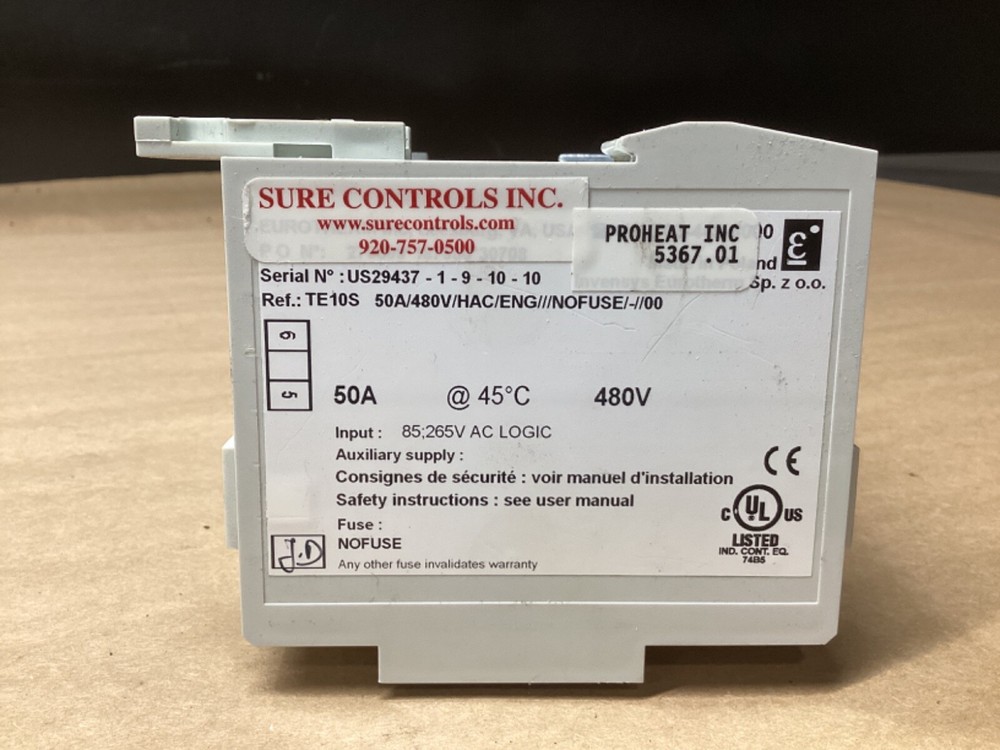 SURE CONTROLS INC.
www.surecontrols.com
920-757-0500
PROHEAT INC
5367.01
Sp. z o.o.
Serial N° : US29437 - 1 - 9 - 10 - 10
Ref.: TE10S 50A/480V/HAC/ENG///NOFUSE/-//00
6
5
50A @ 45°C 480V
Input : 85;265V AC LOGIC
Auxiliary supply :
Consignes de sécurité : voir manuel d'installation
Safety instructions : see user manual
Fuse :
NOFUSE
Any other fuse invalidates warranty
J.D
CE
C UL US
LISTED
IND. CONT. EQ.
74B5